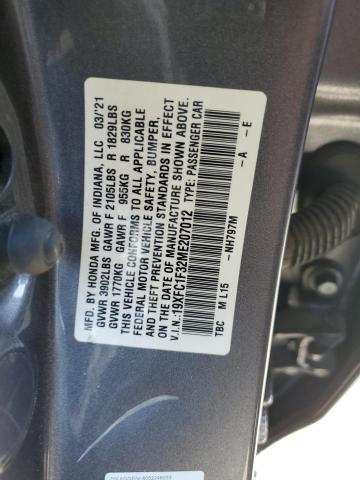 MFD. BY HONDA MFG. OF INDIANA, LLC 03/'21
GVWR 3902LBS GAWR F 2105LBS R 1829LBS
GVWR 1770KG GAWR F 955KG R 830KG
THIS VEHICLE CONFORMS TO ALL APPLICABLE
FEDERAL MOTOR VEHICLE SAFETY, BUMPER,
AND THEFT PREVENTION STANDARDS IN EFFECT
ON THE DATE OF MANUFACTURE SHOWN ABOVE.
V.I.N.:19XFC1F32ME207012 TYPE: PASSENGER CAR
TBC M L15 –NH797M –A –E